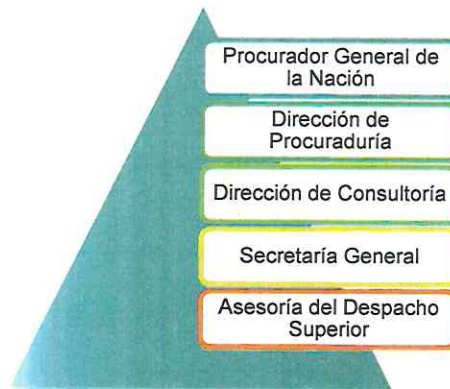 Procurador General de
la Nación
Dirección de
Procuraduría
Dirección de Consultoría
Secretaría General
Asesoría del Despacho
Superior